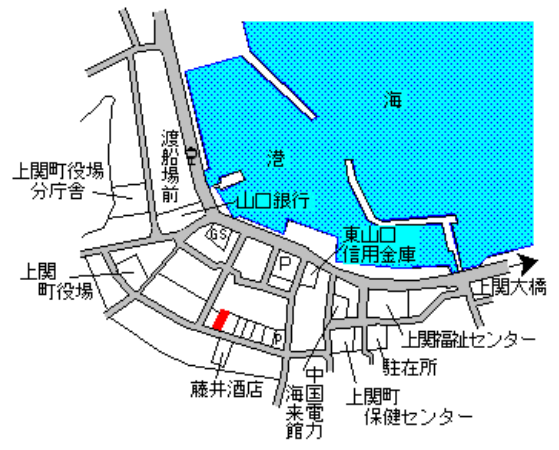 海
港
渡船場前
上関町役場
分庁舎
山口銀行
GS
東山口
信用金庫
P
上関
町役場
上関大橋
上関福祉センター
P
駐在所
藤井酒店
中国電力
海来館
上関町
保健センター